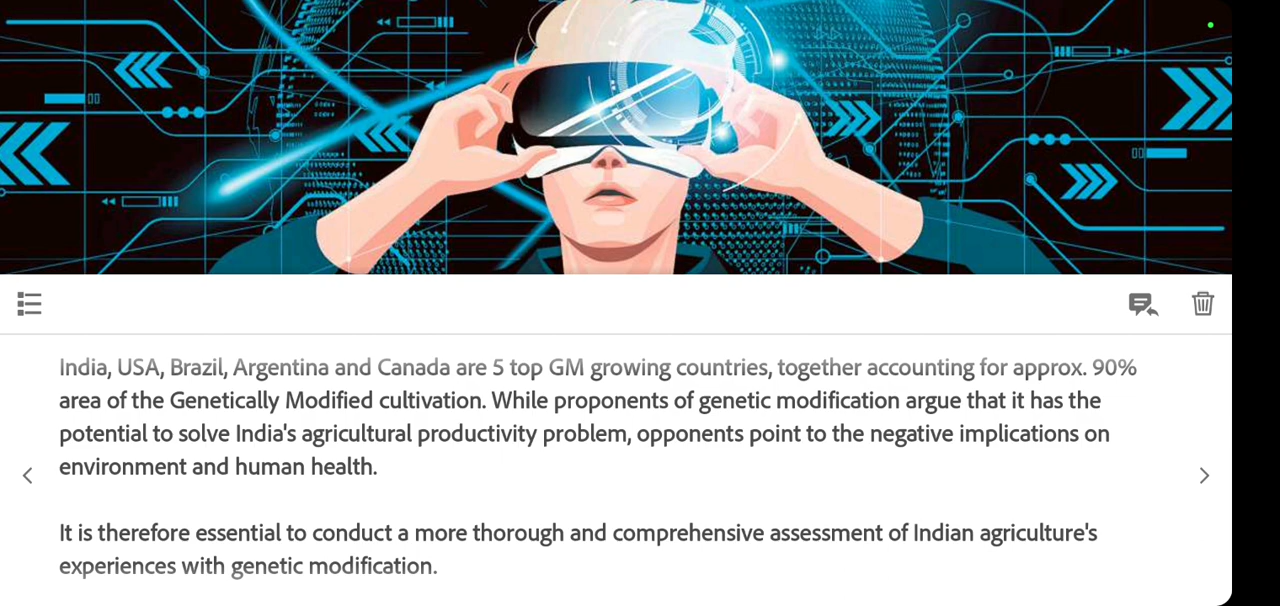 India, USA, Brazil, Argentina and Canada are 5 top GM growing countries, together accounting for approx. 90%
area of the Genetically Modified cultivation. While proponents of genetic modification argue that it has the
potential to solve India's agricultural productivity problem, opponents point to the negative implications on
environment and human health.
It is therefore essential to conduct a more thorough and comprehensive assessment of Indian agriculture's
experiences with genetic modification.